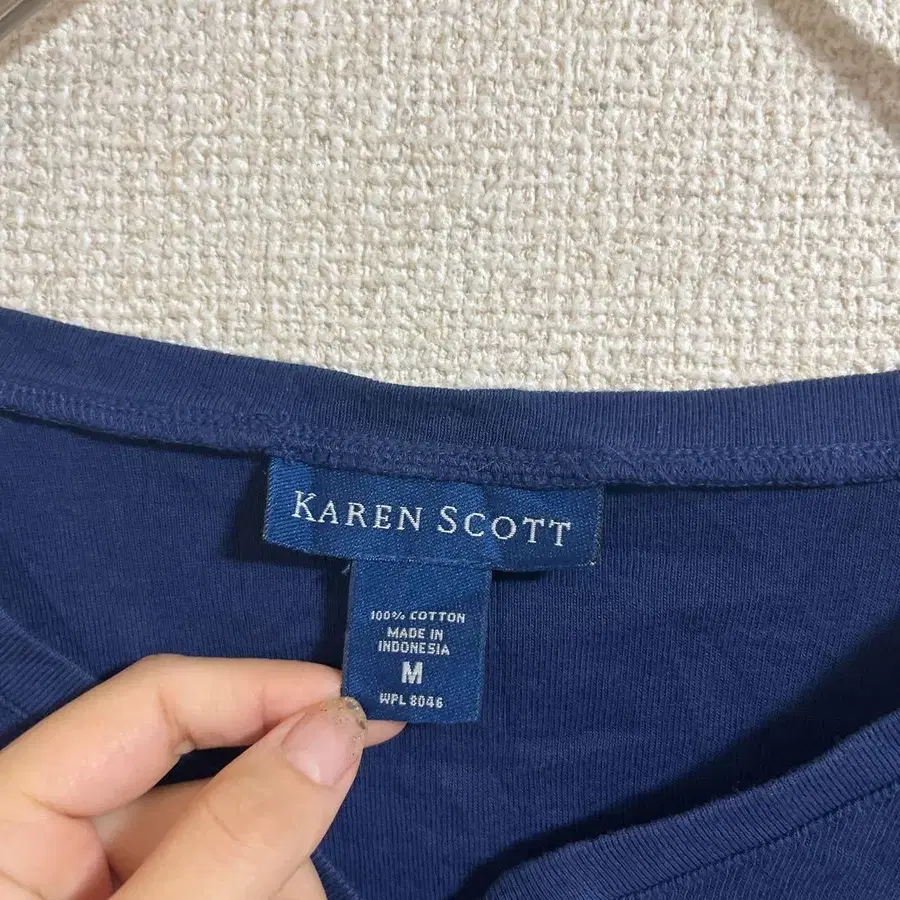 KAREN SCOTT
100% COTTON
MADE IN
INDONESIA
M
WPL 8046